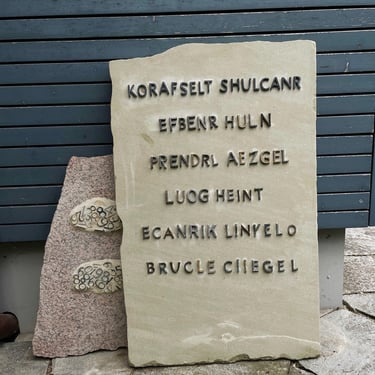 KORAFSELT SHULCANR
EFBENR HULN
PRENDRL AEZGEL
LUOG HEINT
ECANRIK LINYELO
BRUCLE CIIEGEL